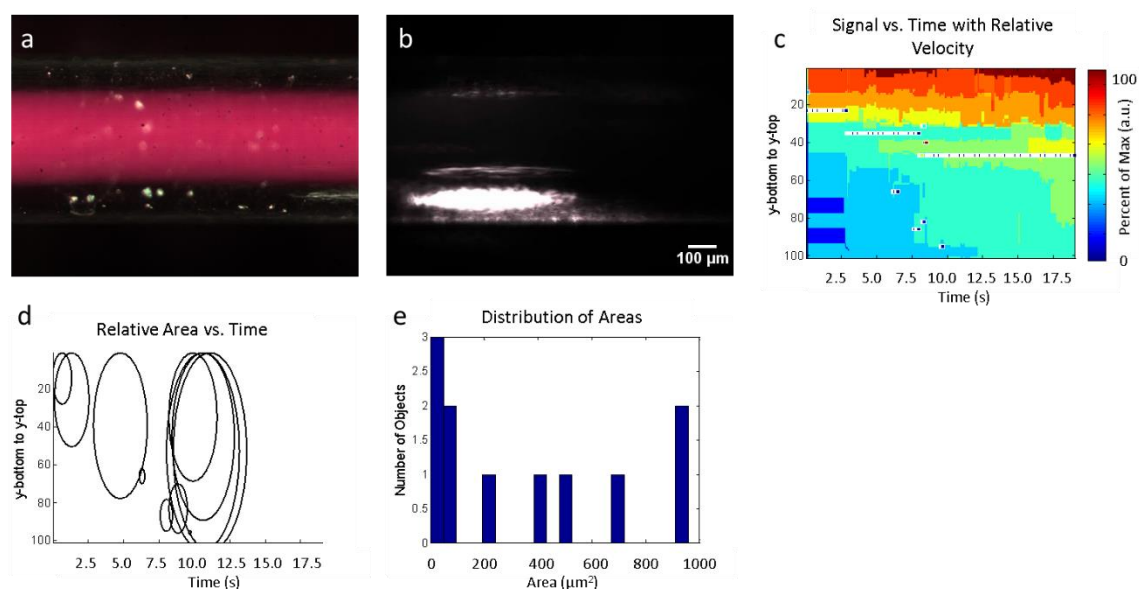 a
b
100 µm
c
Signal vs. Time with Relative
Velocity
y-bottom to y-top
20
40
60
80
100
2.5 5.0 7.5 10.0 12.5 15.0 17.5
Time (s)
100
0
Percent of Max (a.u.)
d
Relative Area vs. Time
y-bottom to y-top
20
40
60
80
100
2.5 5.0 7.5 10.0 12.5 15.0 17.5
Time (s)
e
Distribution of Areas
Number of Objects
3
2.5
2
1.5
1
0.5
0
0 200 400 600 800 1000
Area (µm²)